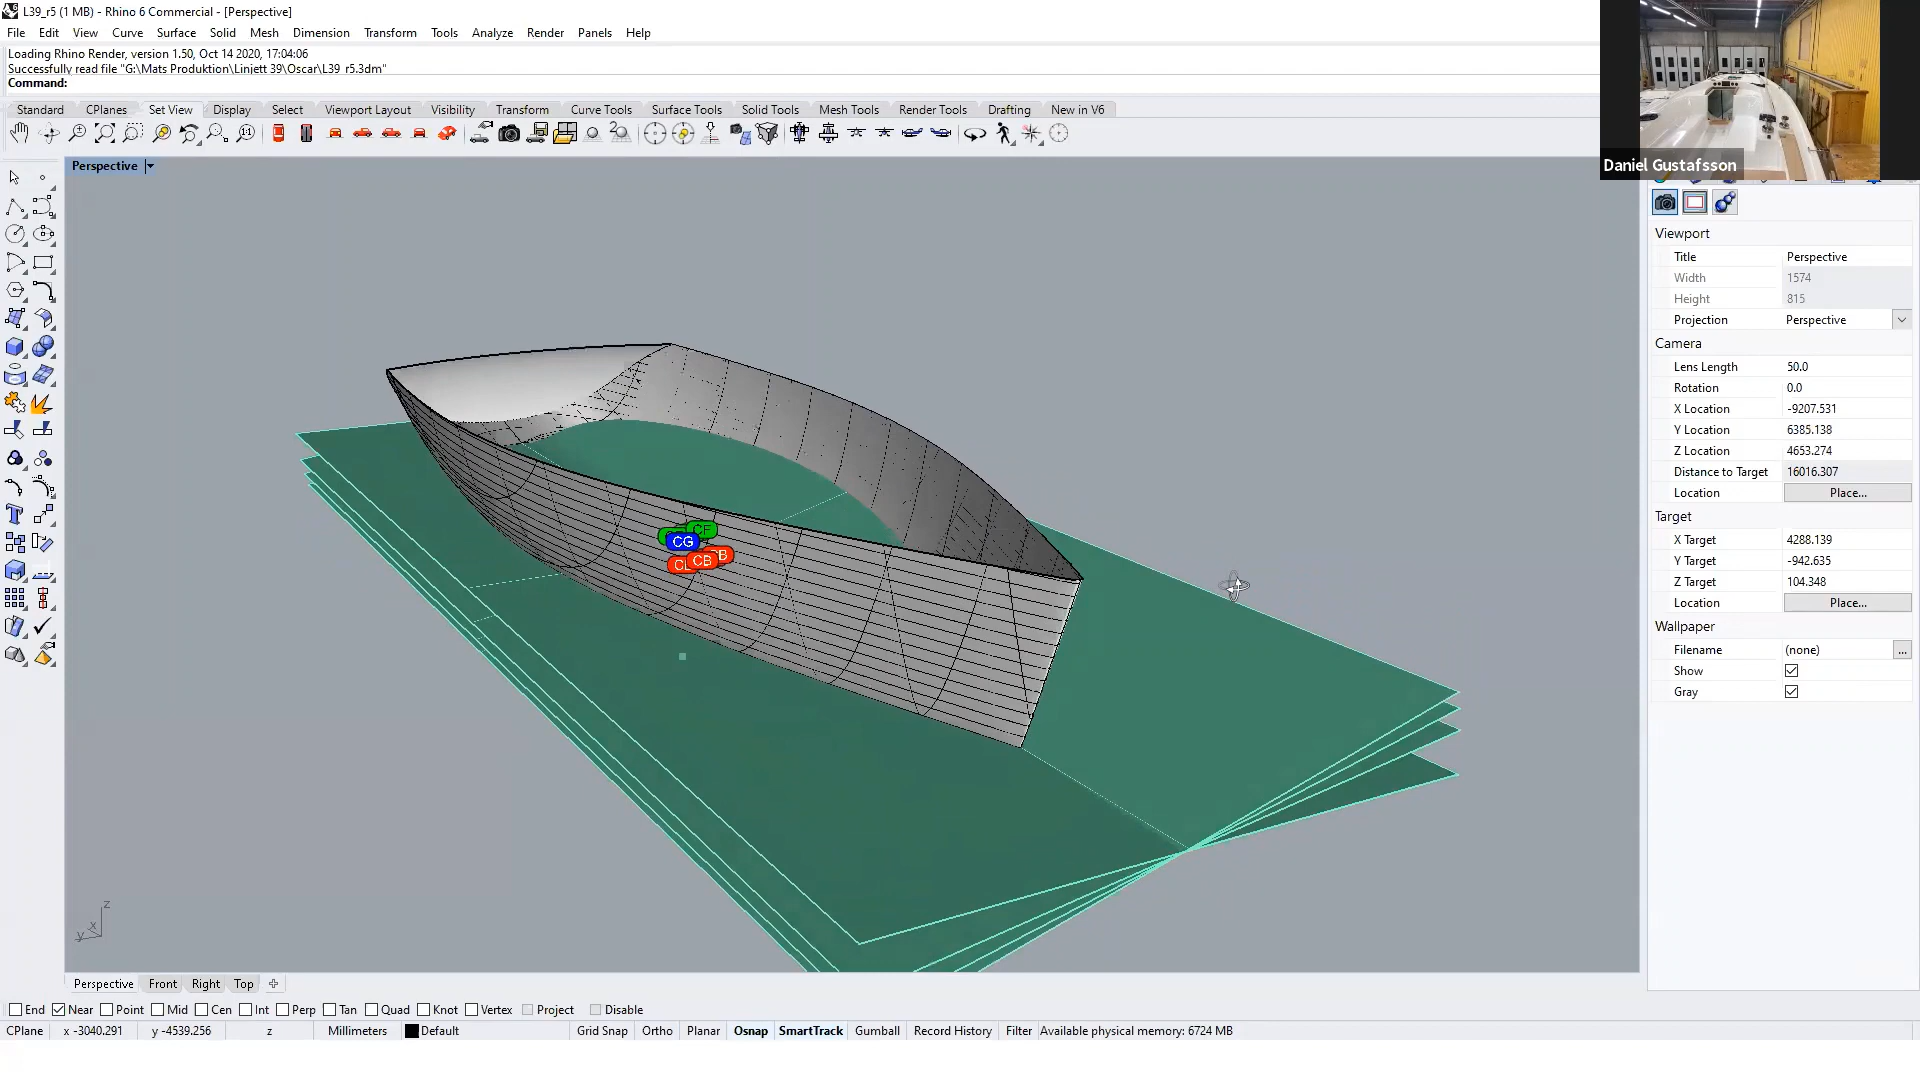 L39_r5 (1 MB) - Rhino 6 Commercial - [Perspective]
File Edit View Curve Surface Solid Mesh Dimension Transform Tools Analyze Render Panels Help
Loading Rhino Render, version 1.50, Oct 14 2020, 17:04:06
Successfully read file "G:\Mats Produktion\Linjett 39\Oscar\L39_r5.3dm"
Command:
Standard CPlanes Set View Display Select Viewport Layout Visibility Transform Curve Tools Surface Tools Solid Tools Mesh Tools Render Tools Drafting New in V6
Daniel Gustafsson
Perspective
Viewport
Title Perspective
Width 1574
Height 815
Projection Perspective
Camera
Lens Length 50.0
Rotation 0.0
X Location -9207.531
Y Location 6385.138
Z Location 4653.274
Distance to Target 16016.307
Location Place...
Target
X Target 4288.139
Y Target -942.635
Z Target 104.348
Location Place...
Wallpaper
Filename (none) ...
Show
Gray
CF
CG
CB
z
x
y
Perspective Front Right Top
End Near Point Mid Cen Int Perp Tan Quad Knot Vertex Project Disable
CPlane x -3040.291 y -4539.256 z Millimeters Default Grid Snap Ortho Planar Osnap SmartTrack Gumball Record History Filter Available physical memory: 6724 MB